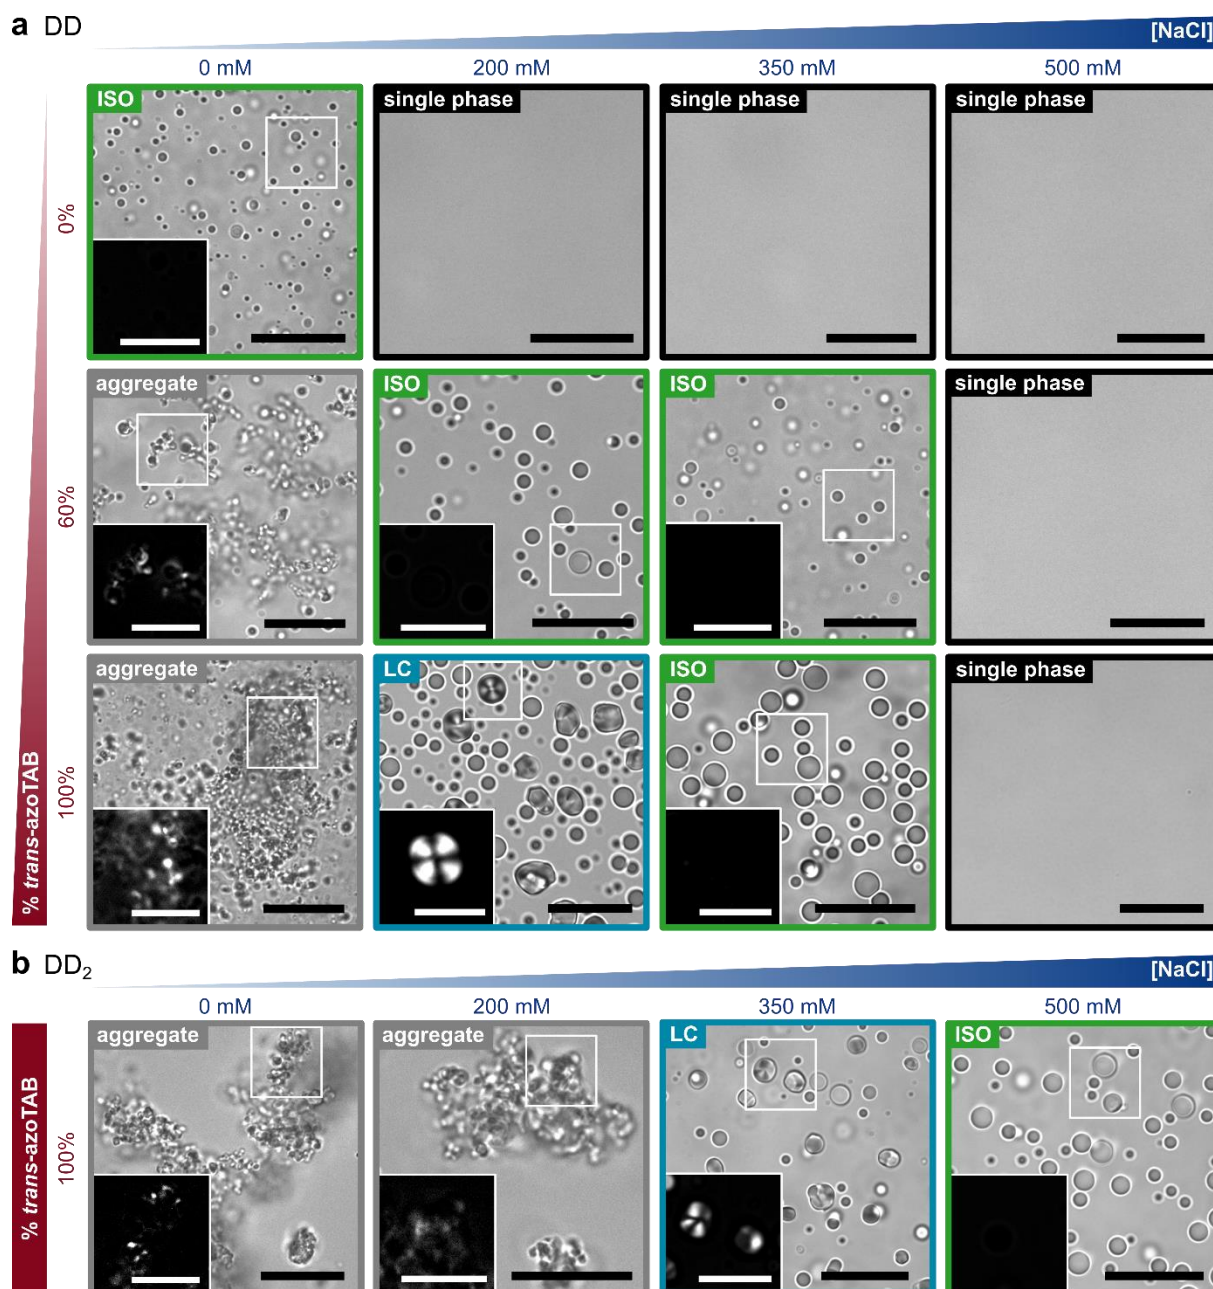 a DD
[NaCl]
0 mM 200 mM 350 mM 500 mM
% trans-azoTAB
0%
ISO
single phase
single phase
single phase
60%
aggregate
ISO
ISO
single phase
100%
aggregate
LC
ISO
single phase
b DD₂
[NaCl]
0 mM 200 mM 350 mM 500 mM
% trans-azoTAB
100%
aggregate
aggregate
LC
ISO